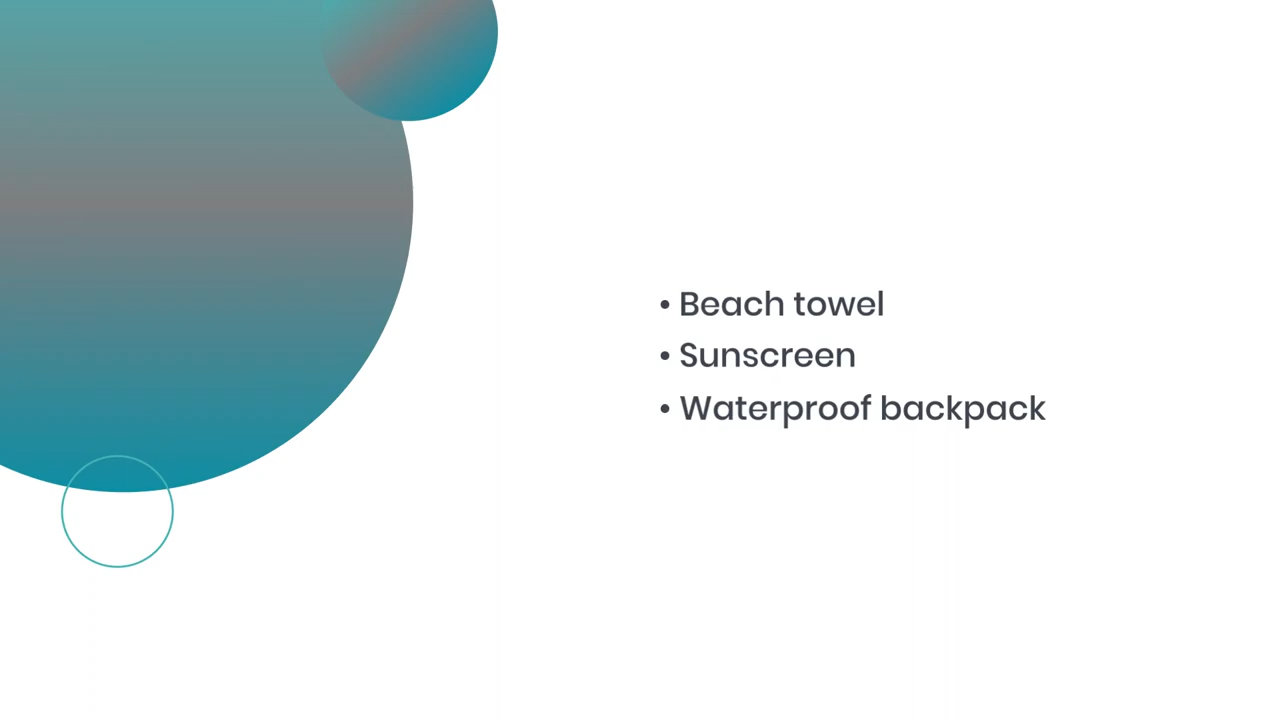 • Beach towel
• Sunscreen
• Waterproof backpack